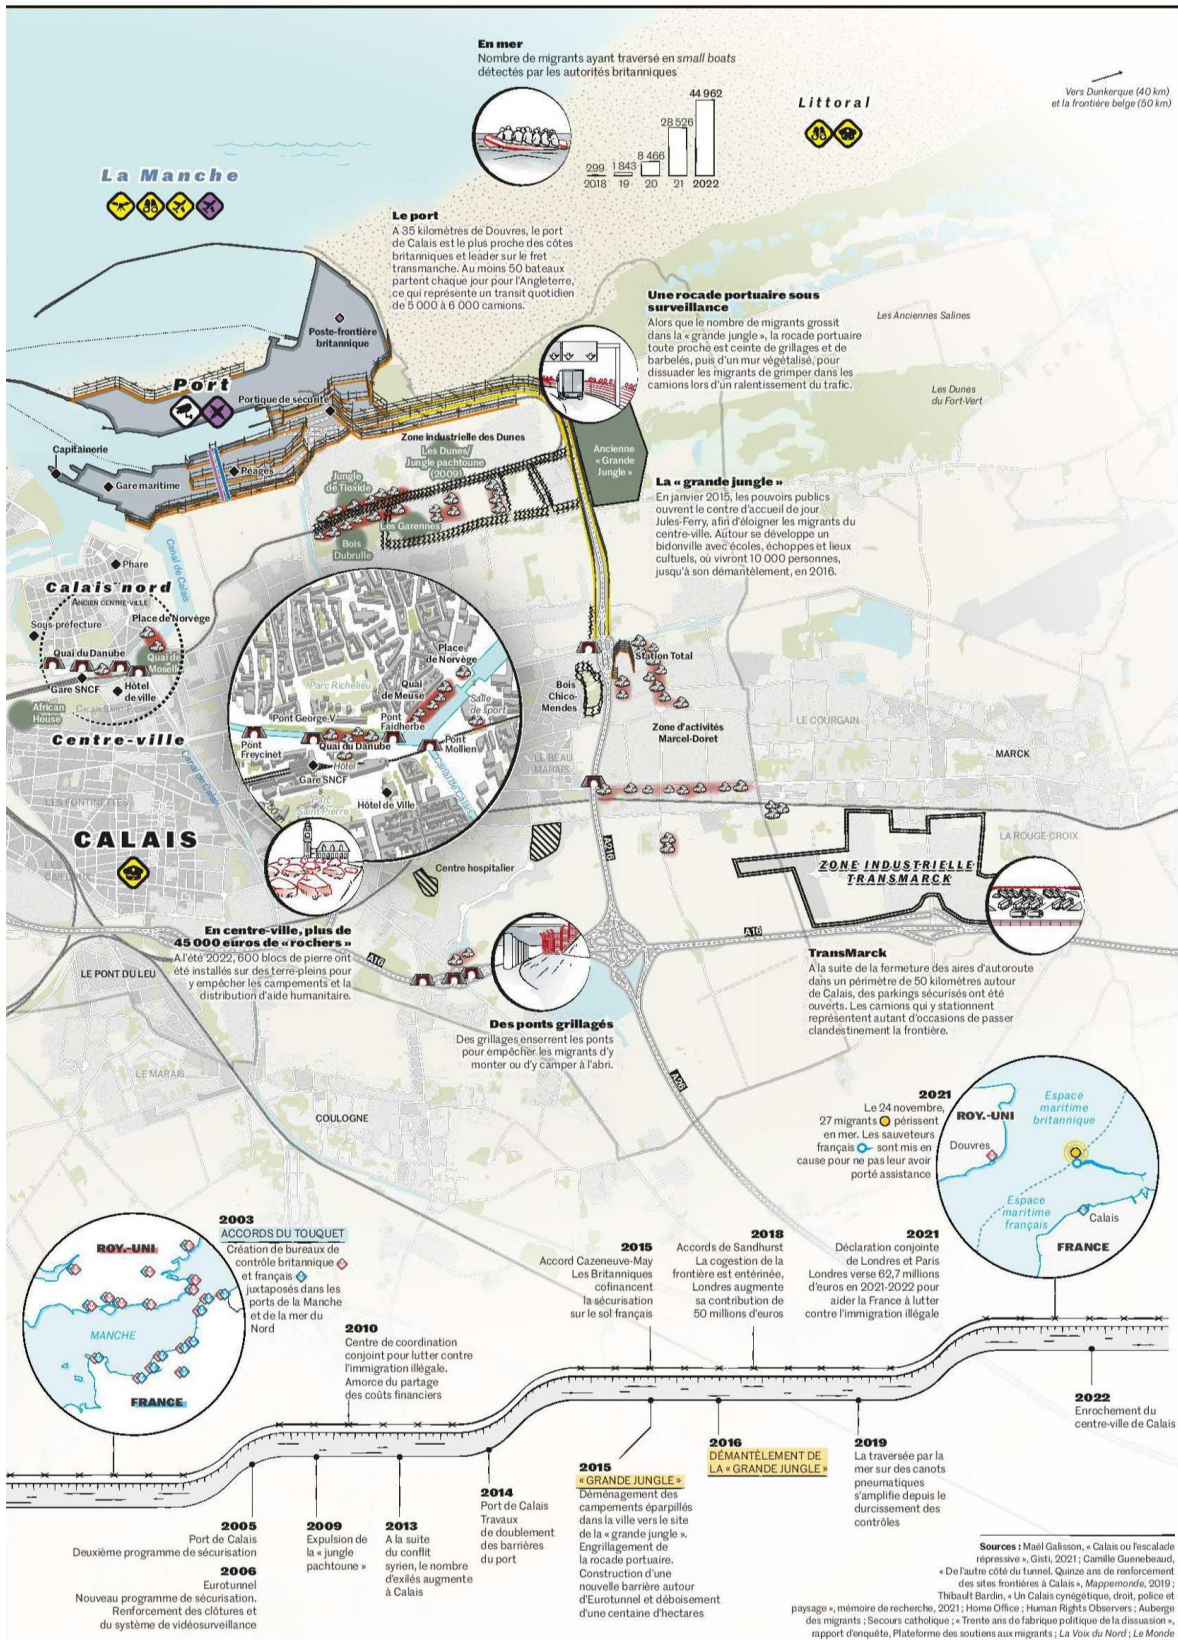 En mer
Nombre de migrants ayant traversé en small boats
détectés par les autorités britanniques
299
2018
1 843
19
8 466
20
28 526
21
44 962
2022
Littoral
Vers Dunkerque (40 km)
et la frontière belge (50 km)
La Manche
Le port
A 35 kilomètres de Douvres, le port
de Calais est le plus proche des côtes
britanniques et leader sur le fret
transmanche. Au moins 50 bateaux
partent chaque jour pour l'Angleterre,
ce qui représente un transit quotidien
de 5 000 à 6 000 camions.
Une rocade portuaire sous
surveillance
Alors que le nombre de migrants grossit
dans la « grande jungle », la rocade portuaire
toute proche est ceinte de grillages et de
barbelés, puis d'un mur végétalisé, pour
dissuader les migrants de grimper dans les
camions lors d'un ralentissement du trafic.
Les Anciennes Salines
Les Dunes
du Fort-Vert
Poste-frontière
britannique
Port
Portique de sécurité
Capitainerie
Gare maritime
Péages
Zone industrielle des Dunes
Les Dunes/
Jungle pachtoune
(2009)
Jungle
de Tioxide
Les Garennes
Bois
Dubrulle
Ancienne
« Grande
Jungle »
La « grande jungle »
En janvier 2015, les pouvoirs publics
ouvrent le centre d'accueil de jour
Jules-Ferry, afin d'éloigner les migrants du
centre-ville. Autour se développe un
bidonville avec écoles, échoppes et lieux
cultuels, où vivront 10 000 personnes,
jusqu'à son démantèlement, en 2016.
Canal de Calais
Phare
Calais nord
ANCIEN CENTRE-VILLE
Place de Norvège
Sous-préfecture
Quai du Danube
Quai de
Moselle
Gare SNCF
Hôtel
de ville
African
House
Centre-ville
Canal de Calais
Place
de Norvège
Parc Richelieu
Quai
de Meuse
Salle
de sport
Pont George V
Pont
Faidherbe
Pont
Freycinet
Quai du Danube
Pont
Mollien
Hôtel
Gare SNCF
Canal de Calais
Hôtel de Ville
Parc
Saint-Pierre
Station Total
Bois
Chico-
Mendes
Zone d'activités
Marcel-Doret
LE COURGAIN
MARCK
LE BEAU
MARAIS
LES FONTINETTES
CALAIS
LA ROUGE-CROIX
ZONE INDUSTRIELLE
TRANSMARCK
Centre hospitalier
A16
A16
En centre-ville, plus de
45 000 euros de « rochers »
A l'été 2022, 600 blocs de pierre ont
été installés sur des terre-pleins pour
y empêcher les campements et la
distribution d'aide humanitaire.
LE PONT DU LEU
TransMarck
A la suite de la fermeture des aires d'autoroute
dans un périmètre de 50 kilomètres autour
de Calais, des parkings sécurisés ont été
ouverts. Les camions qui y stationnent
représentent autant d'occasions de passer
clandestinement la frontière.
Des ponts grillagés
Des grillages enserrent les ponts
pour empêcher les migrants d'y
monter ou d'y camper à l'abri.
LE MARAIS
A26
COULOGNE
2021
Le 24 novembre,
27 migrants périssent
en mer. Les sauveteurs
français sont mis en
cause pour ne pas leur avoir
porté assistance
ROY.-UNI
Espace
maritime
britannique
Douvres
Espace
maritime
français
Calais
FRANCE
2003
ACCORDS DU TOUQUET
Création de bureaux de
contrôle britannique
et français
juxtaposés dans les
ports de la Manche
et de la mer du
Nord
ROY.-UNI
MANCHE
FRANCE
2010
Centre de coordination
conjoint pour lutter contre
l'immigration illégale.
Amorce du partage
des coûts financiers
2015
Accord Cazeneuve-May
Les Britanniques
cofinancent
la sécurisation
sur le sol français
2018
Accords de Sandhurst
La cogestion de la
frontière est entérinée,
Londres augmente
sa contribution de
50 millions d'euros
2021
Déclaration conjointe
de Londres et Paris
Londres verse 62,7 millions
d'euros en 2021-2022 pour
aider la France à lutter
contre l'immigration illégale
2005
Port de Calais
Deuxième programme de sécurisation
2006
Eurotunnel
Nouveau programme de sécurisation.
Renforcement des clôtures et
du système de vidéosurveillance
2009
Expulsion de
la « jungle
pachtoune »
2013
A la suite
du conflit
syrien, le nombre
d'exilés augmente
à Calais
2014
Port de Calais
Travaux
de doublement
des barrières
du port
2015
« GRANDE JUNGLE »
Déménagement des
campements éparpillés
dans la ville vers le site
de la « grande jungle ».
Engrillagement de
la rocade portuaire.
Construction d'une
nouvelle barrière autour
d'Eurotunnel et déboisement
d'une centaine d'hectares
2016
DÉMANTÈLEMENT DE
LA « GRANDE JUNGLE »
2019
La traversée par la
mer sur des canots
pneumatiques
s'amplifie depuis le
durcissement des
contrôles
2022
Enrochement du
centre-ville de Calais
Sources : Maël Galisson, « Calais ou l'escalade
répressive », Gisti, 2021 ; Camille Guenebeaud,
« De l'autre côté du tunnel. Quinze ans de renforcement
des sites frontières à Calais », Mappemonde, 2019 ;
Thibault Bardin, « Un Calais cynégétique, droit, police et
paysage », mémoire de recherche, 2021 ; Home Office ; Human Rights Observers ; Auberge
des migrants ; Secours catholique ; « Trente ans de fabrique politique de la dissuasion »,
rapport d'enquête, Plateforme des soutiens aux migrants ; La Voix du Nord ; Le Monde